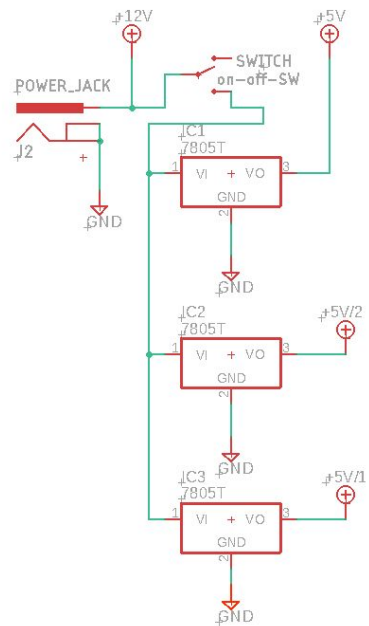 +12V
+5V
SWITCH
on-off-SW
POWER_JACK
J2
+
GND
IC1
7805T
1
VI
VO
3
GND
2
GND
IC2
7805T
+5V/2
1
VI
VO
3
GND
2
GND
IC3
7805T
+5V/1
1
VI
VO
3
GND
2
GND